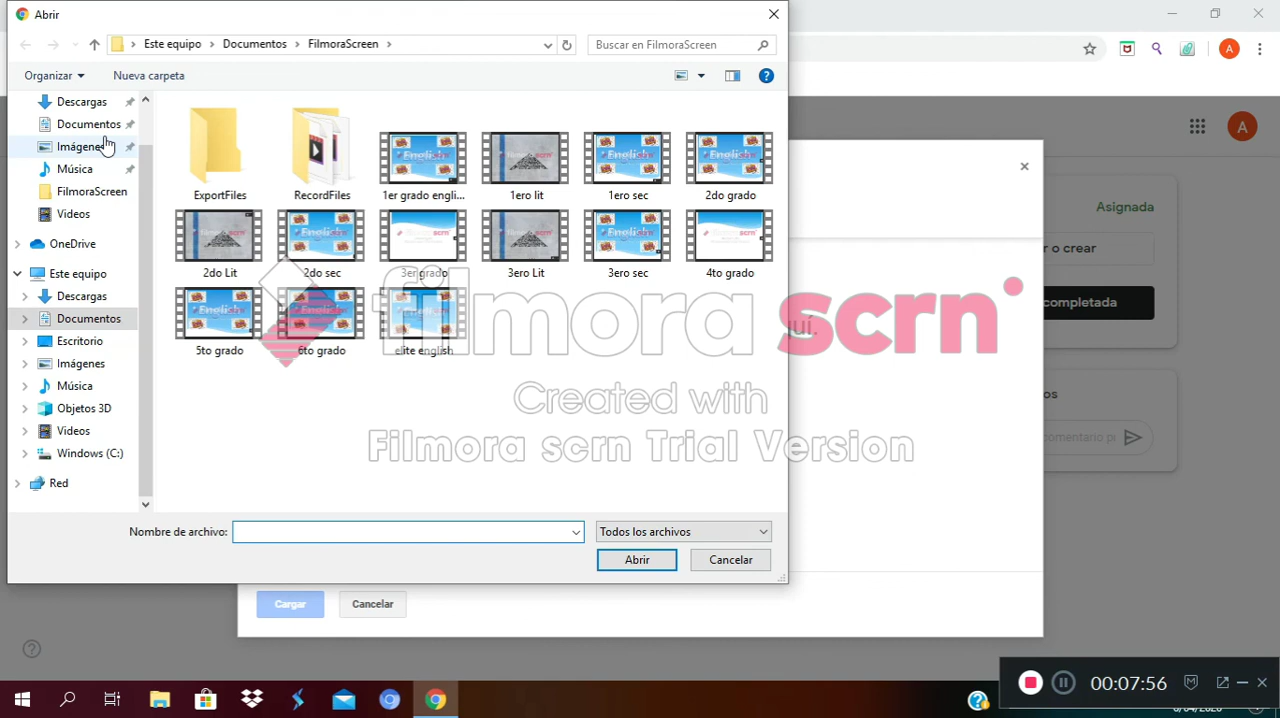 Abrir
Este equipo > Documentos > FilmoraScreen >
Buscar en FilmoraScreen
Organizar
Nueva carpeta
Descargas
Documentos
Imágenes
Música
FilmoraScreen
Videos
OneDrive
Este equipo
Descargas
Documentos
Escritorio
Imágenes
Música
Objetos 3D
Videos
Windows (C:)
Red
ExportFiles
RecordFiles
1er grado engli...
1ero lit
1ero sec
2do grado
2do Lit
2do sec
3er grado
3ero Lit
3ero sec
4to grado
5to grado
6to grado
elite english
Nombre de archivo:
Todos los archivos
Abrir
Cancelar
filmora scrn
Created with
Filmora scrn Trial Version
A
A
Asignada
r o crear
completada
uí.
os
comentario pi
Cargar
Cancelar
00:07:56